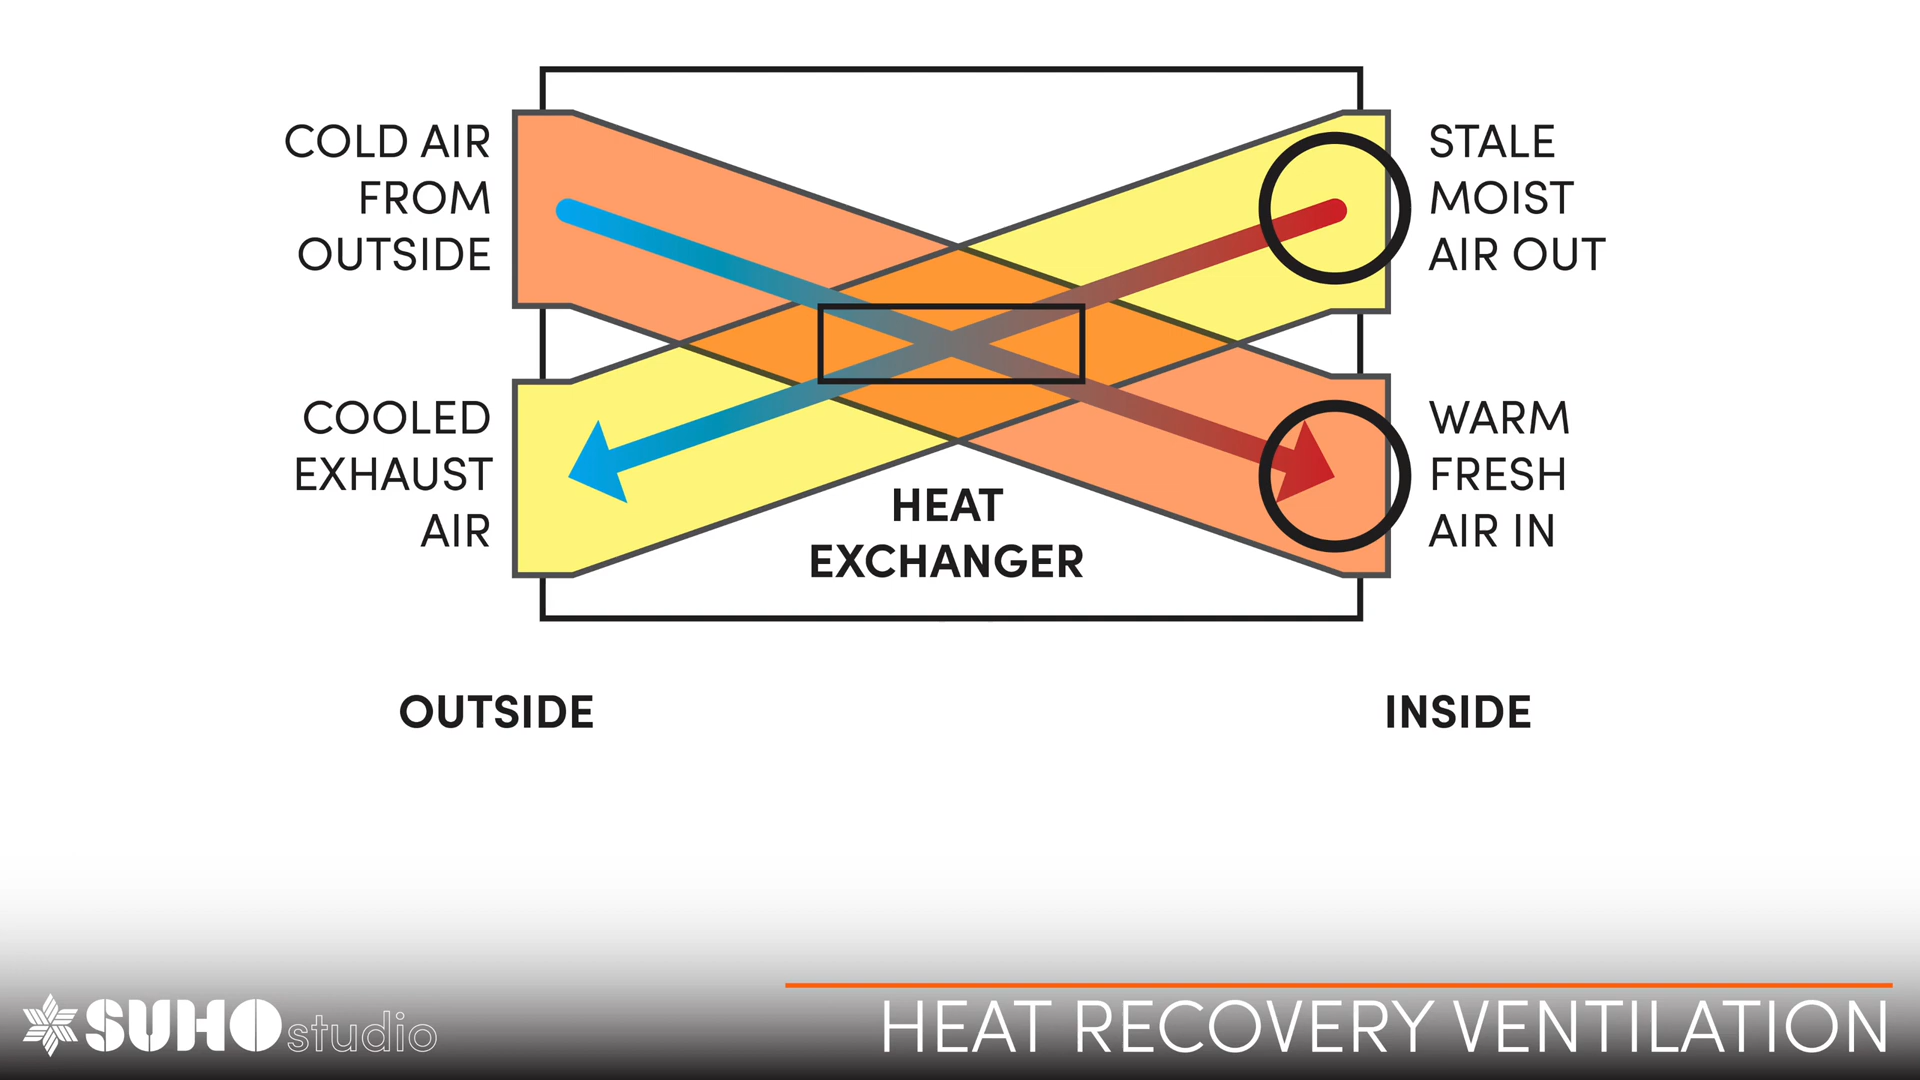 COLD AIR
FROM
OUTSIDE
STALE
MOIST
AIR OUT
COOLED
EXHAUST
AIR
HEAT
EXCHANGER
WARM
FRESH
AIR IN
OUTSIDE
INSIDE
SUHO studio
HEAT RECOVERY VENTILATION